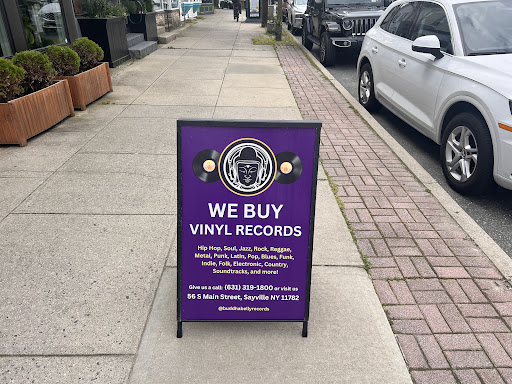 WE BUY
VINYL RECORDS
Hip Hop, Soul, Jazz, Rock, Reggae,
Metal, Punk, Latin, Pop, Blues, Funk,
Indie, Folk, Electronic, Country,
Soundtracks, and more!
Give us a call: (631) 319-1800 or visit us
56 S Main Street, Sayville NY 11782
@buddhabellyrecords